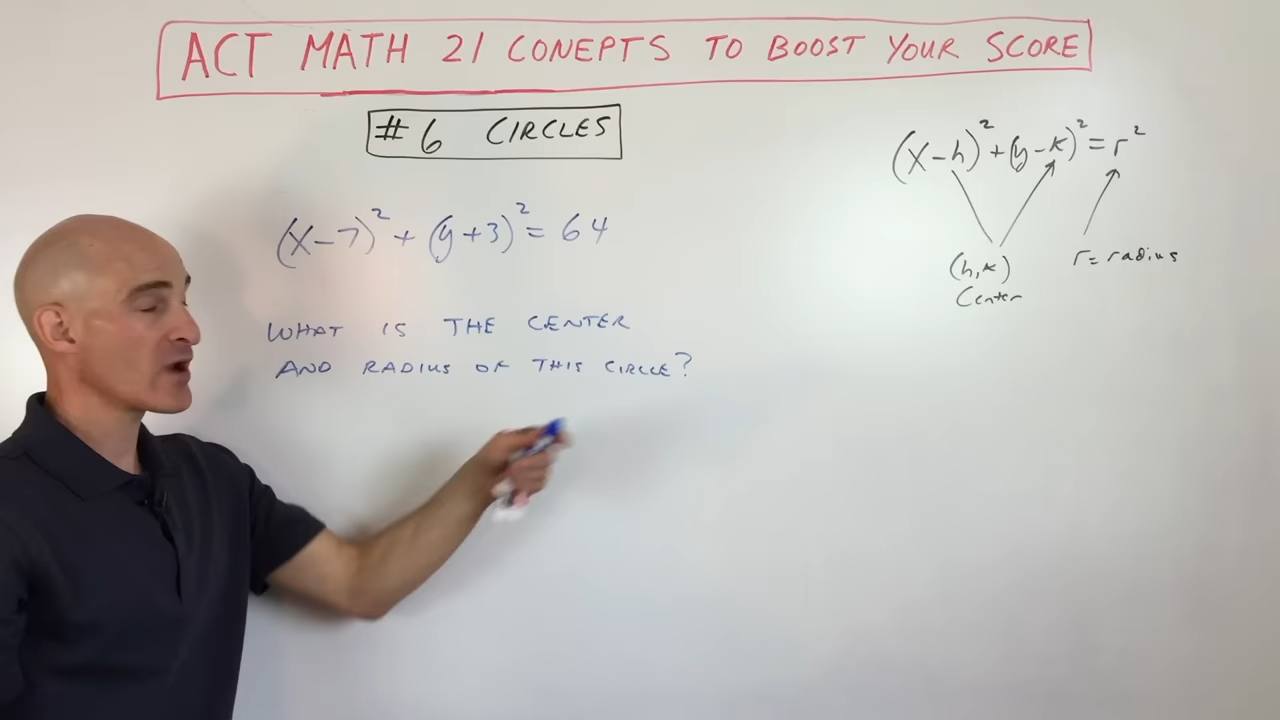 ACT MATH 21 CONEPTS TO BOOST YOUR SCORE
#6 CIRCLES
(x-h)²+(y-k)²=r²
(x-7)²+(y+3)²=64
(h,k)
Center
r=radius
WHAT IS THE CENTER
AND RADIUS OF THIS CIRCLE?